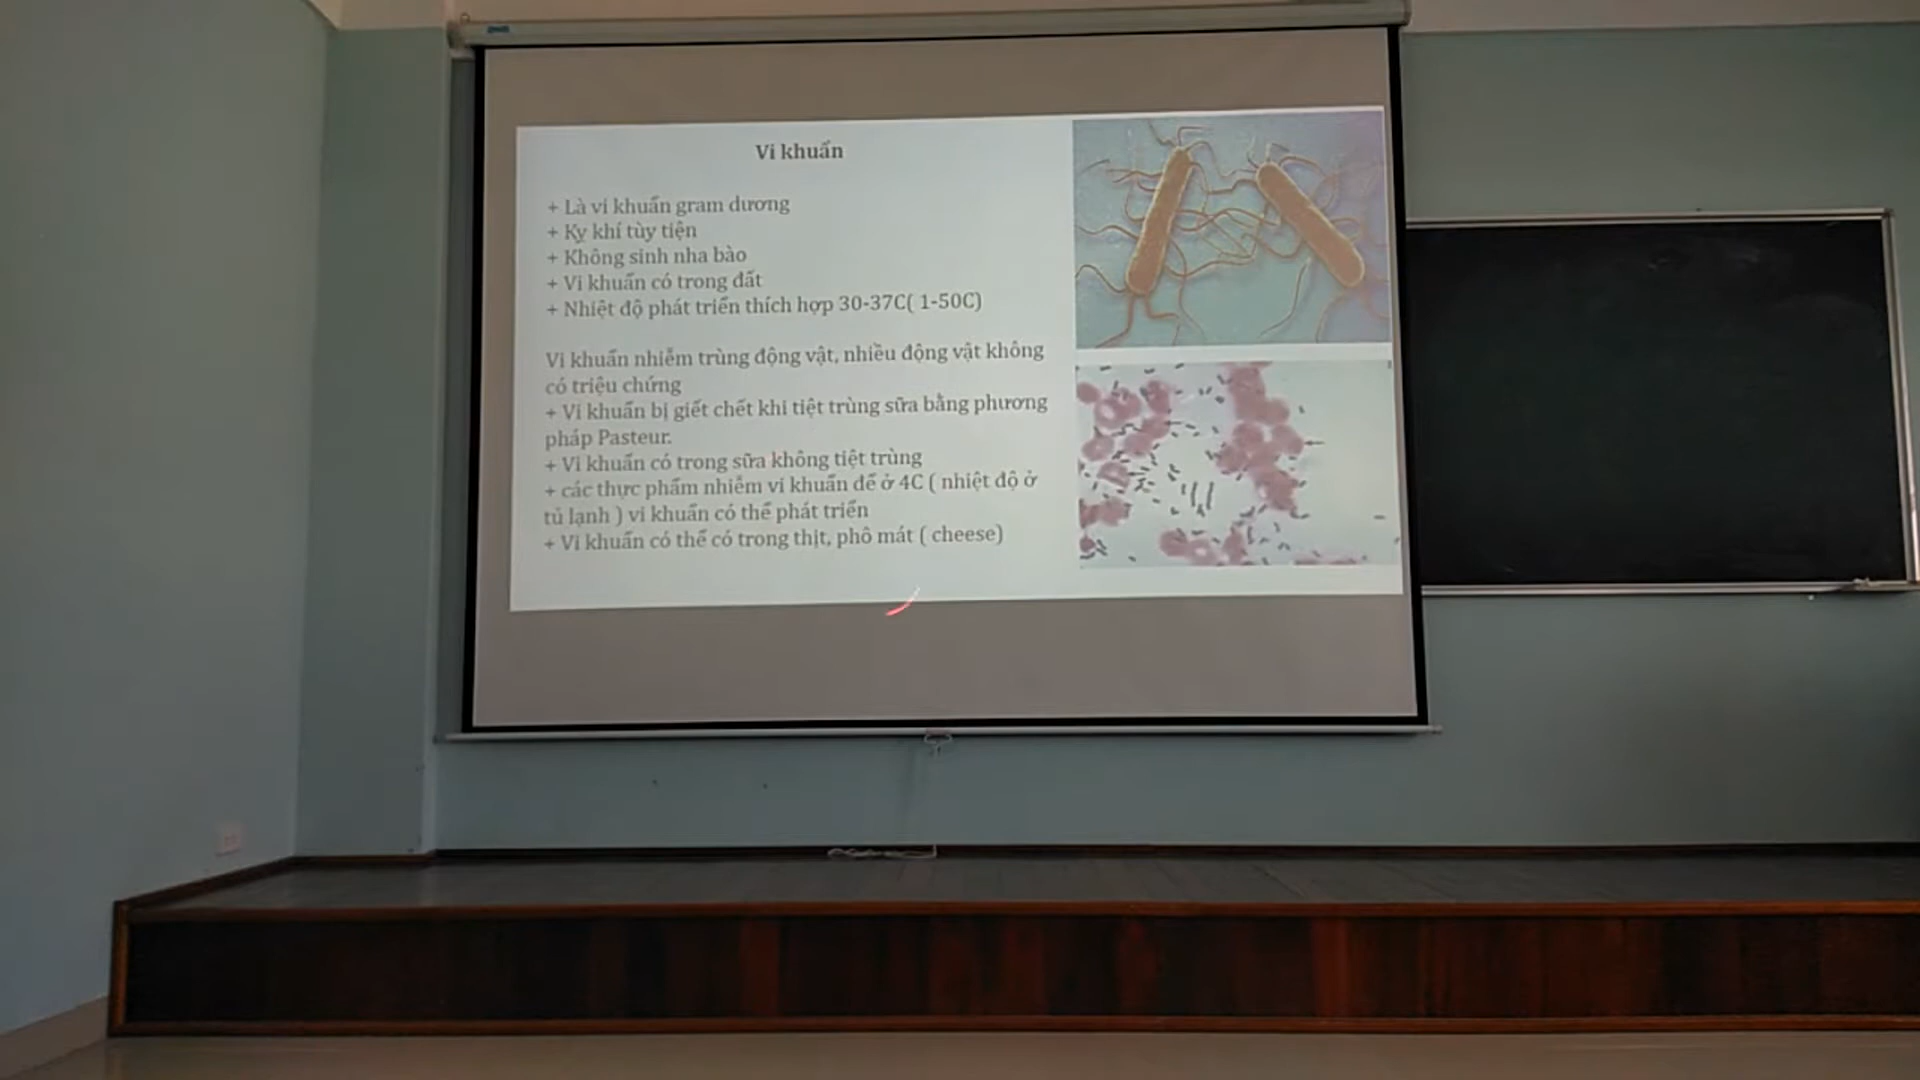 Vi khuẩn
+ Là vi khuẩn gram dương
+ Kỵ khí tùy tiện
+ Không sinh nha bào
+ Vi khuẩn có trong đất
+ Nhiệt độ phát triển thích hợp 30-37C( 1-50C)
Vi khuẩn nhiễm trùng động vật, nhiều động vật không
có triệu chứng
+ Vi khuẩn bị giết chết khi tiệt trùng sữa bằng phương
pháp Pasteur.
+ Vi khuẩn có trong sữa không tiệt trùng
+ các thực phẩm nhiễm vi khuẩn để ở 4C ( nhiệt độ ở
tủ lạnh ) vi khuẩn có thể phát triển
+ Vi khuẩn có thể có trong thịt, phô mát ( cheese)